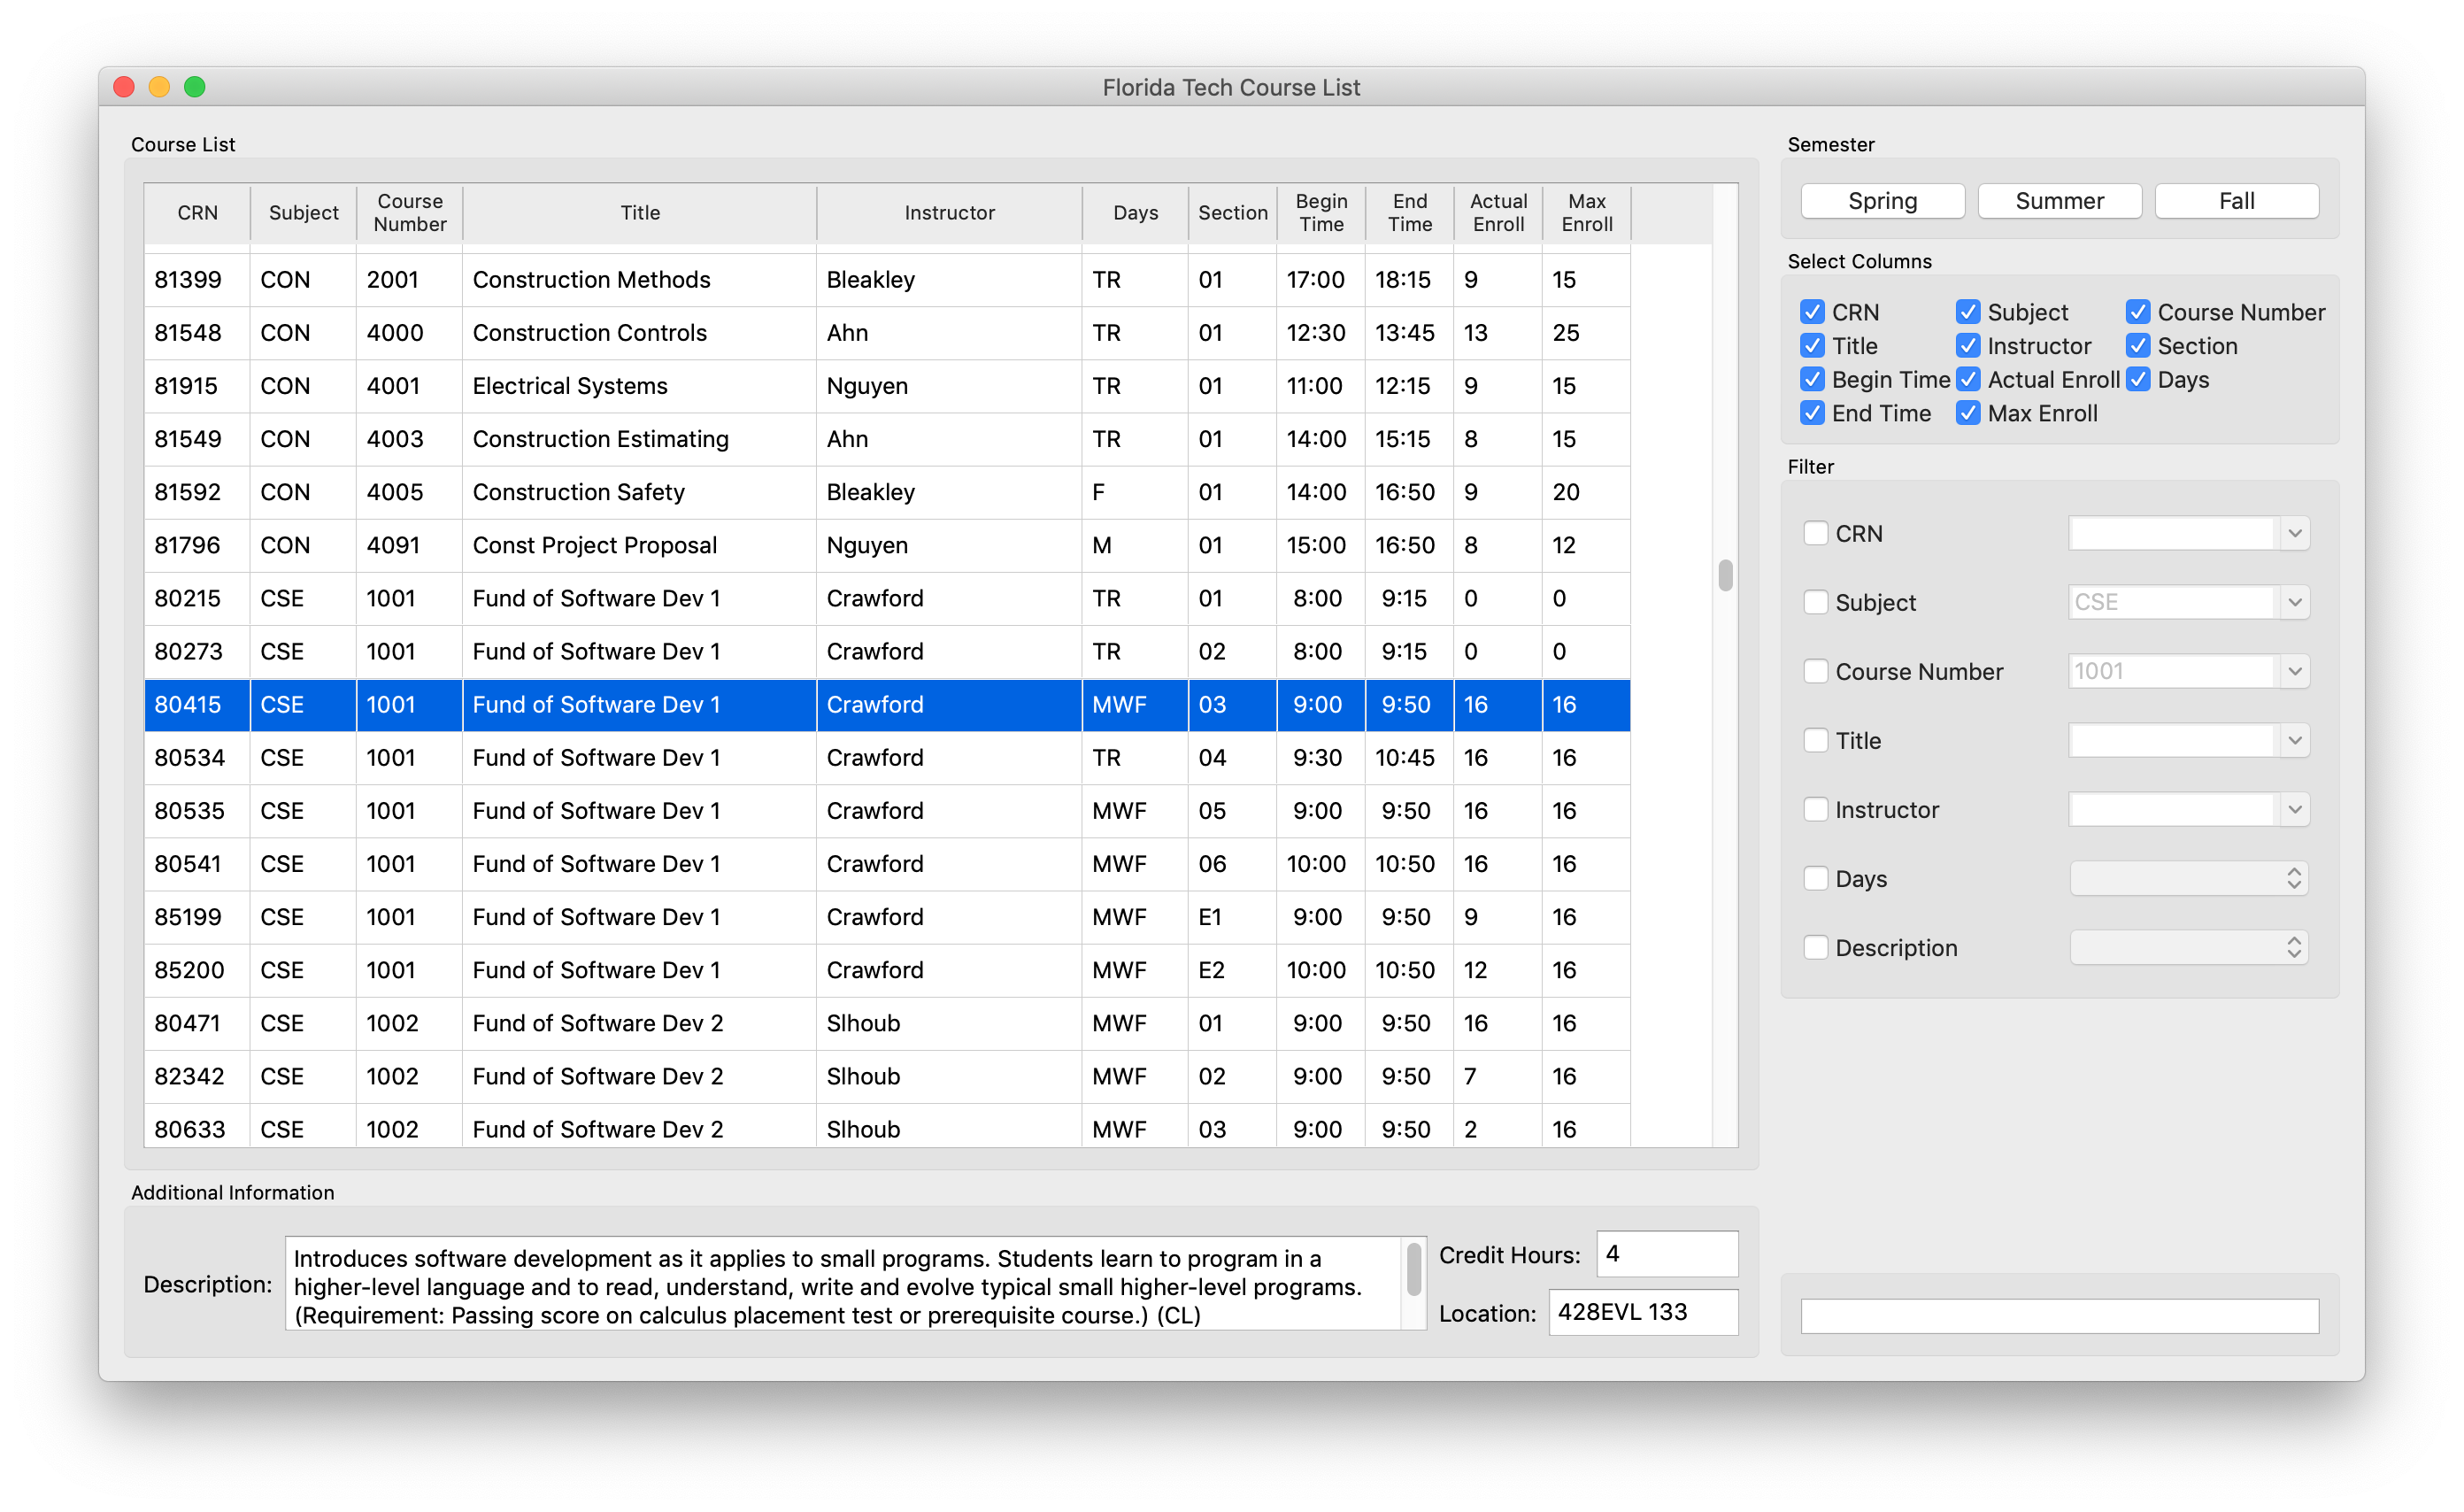 Florida Tech Course List
Course List
CRN Subject Course Number Title Instructor Days Section Begin Time End Time Actual Enroll Max Enroll
81399 CON 2001 Construction Methods Bleakley TR 01 17:00 18:15 9 15
81548 CON 4000 Construction Controls Ahn TR 01 12:30 13:45 13 25
81915 CON 4001 Electrical Systems Nguyen TR 01 11:00 12:15 9 15
81549 CON 4003 Construction Estimating Ahn TR 01 14:00 15:15 8 15
81592 CON 4005 Construction Safety Bleakley F 01 14:00 16:50 9 20
81796 CON 4091 Const Project Proposal Nguyen M 01 15:00 16:50 8 12
80215 CSE 1001 Fund of Software Dev 1 Crawford TR 01 8:00 9:15 0 0
80273 CSE 1001 Fund of Software Dev 1 Crawford TR 02 8:00 9:15 0 0
80415 CSE 1001 Fund of Software Dev 1 Crawford MWF 03 9:00 9:50 16 16
80534 CSE 1001 Fund of Software Dev 1 Crawford TR 04 9:30 10:45 16 16
80535 CSE 1001 Fund of Software Dev 1 Crawford MWF 05 9:00 9:50 16 16
80541 CSE 1001 Fund of Software Dev 1 Crawford MWF 06 10:00 10:50 16 16
85199 CSE 1001 Fund of Software Dev 1 Crawford MWF E1 9:00 9:50 9 16
85200 CSE 1001 Fund of Software Dev 1 Crawford MWF E2 10:00 10:50 12 16
80471 CSE 1002 Fund of Software Dev 2 Slhoub MWF 01 9:00 9:50 16 16
82342 CSE 1002 Fund of Software Dev 2 Slhoub MWF 02 9:00 9:50 7 16
80633 CSE 1002 Fund of Software Dev 2 Slhoub MWF 03 9:00 9:50 2 16
Additional Information
Description:
Introduces software development as it applies to small programs. Students learn to program in a
higher-level language and to read, understand, write and evolve typical small higher-level programs.
(Requirement: Passing score on calculus placement test or prerequisite course.) (CL)
Credit Hours: 4
Location: 428EVL 133
Semester
Spring Summer Fall
Select Columns
CRN Subject Course Number
Title Instructor Section
Begin Time Actual Enroll Days
End Time Max Enroll
Filter
CRN
Subject CSE
Course Number 1001
Title
Instructor
Days
Description